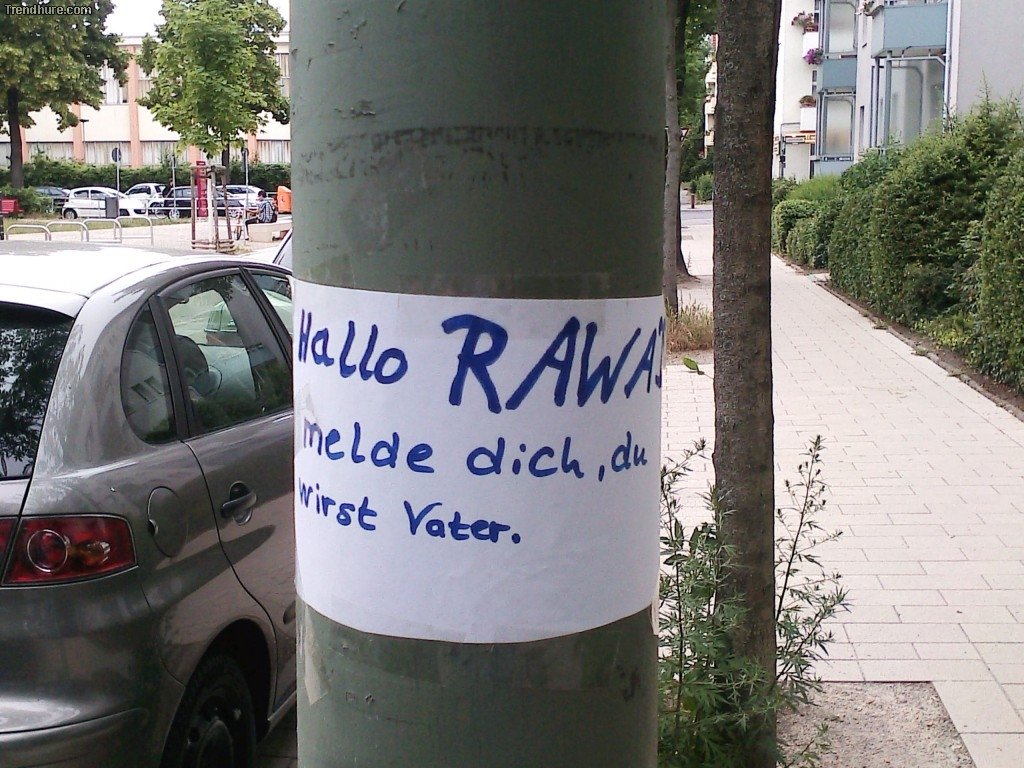 Trendhure.com
Hallo RAWA
melde dich, du
wirst Vater.